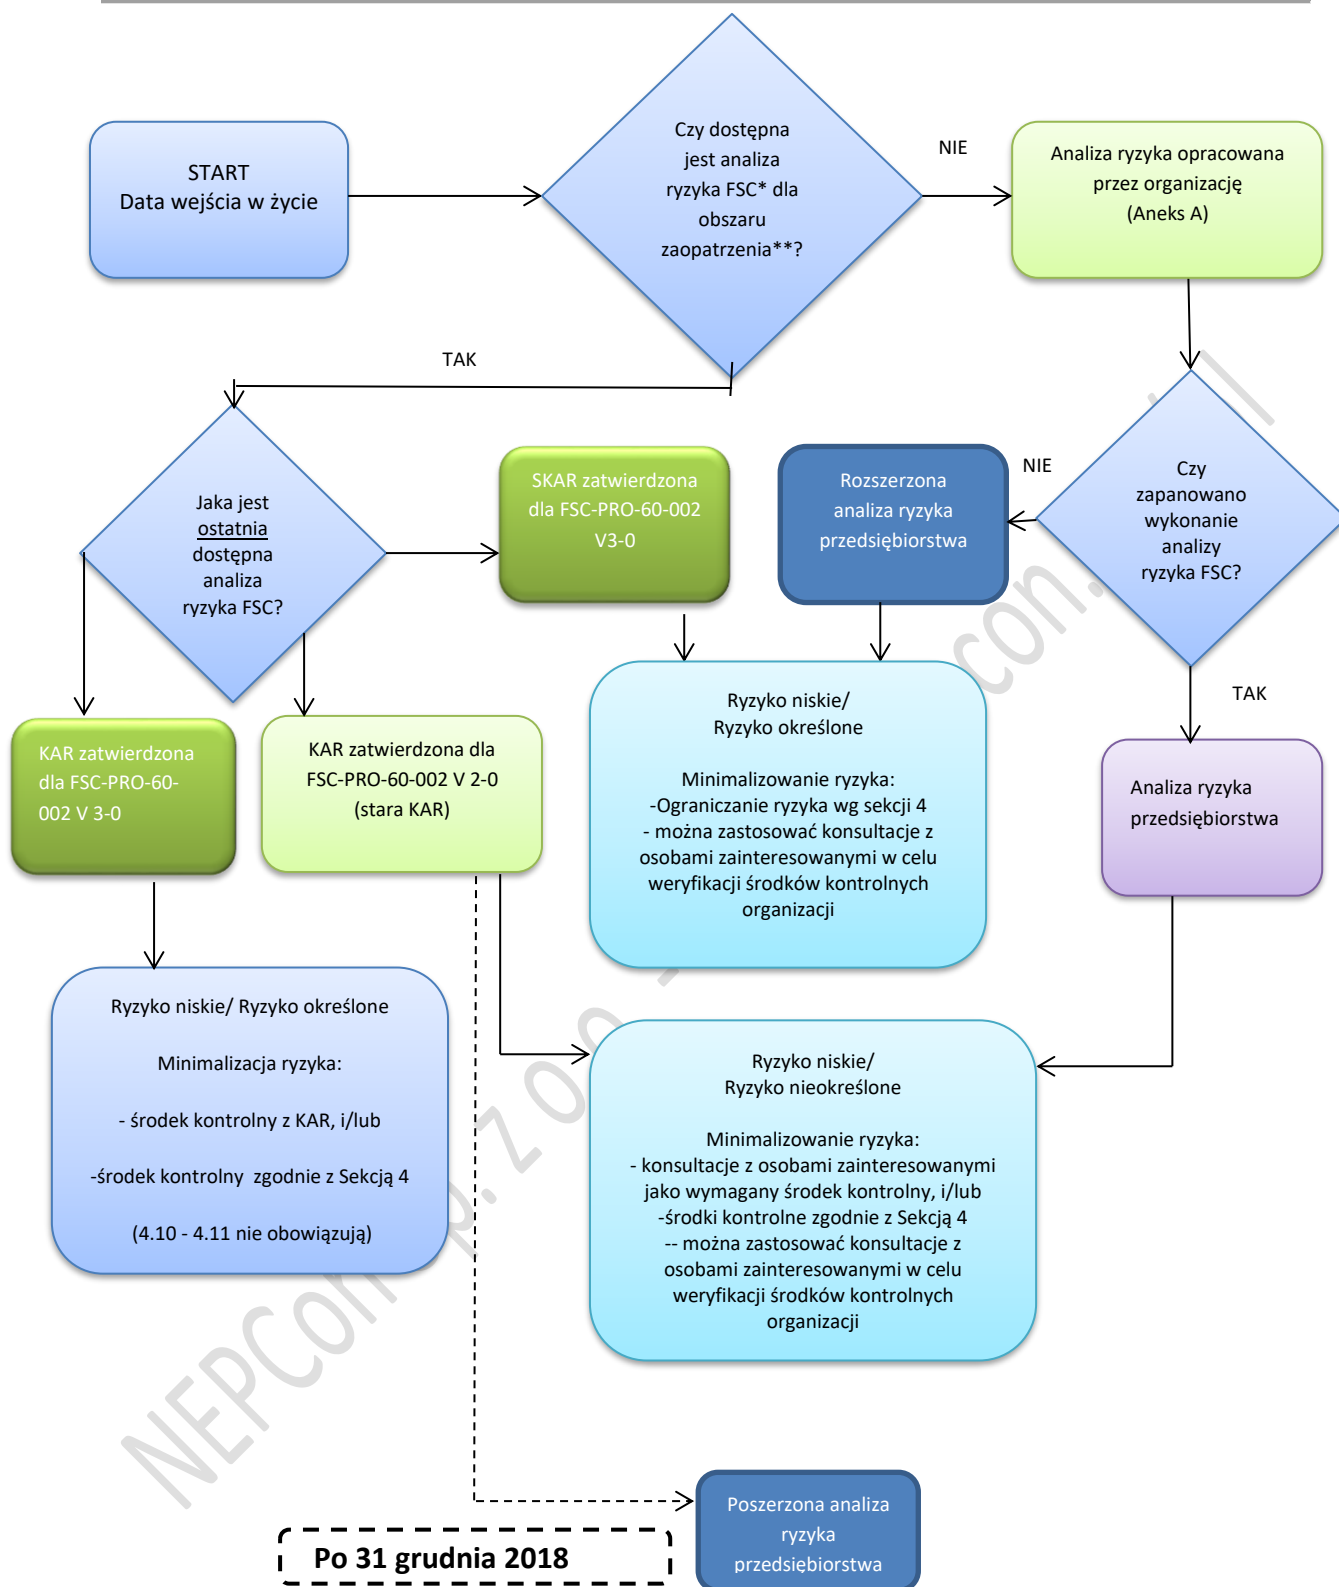 START
Data wejścia w życie
Czy dostępna
jest analiza
ryzyka FSC* dla
obszaru
zaopatrzenia**?
NIE
Analiza ryzyka opracowana
przez organizację
(Aneks A)
TAK
Jaka jest
ostatnia
dostępna
analiza
ryzyka FSC?
SKAR zatwierdzona
dla FSC-PRO-60-002
V3-0
Rozszerzona
analiza ryzyka
przedsiębiorstwa
NIE
Czy
zapanowano
wykonanie
analizy
ryzyka FSC?
TAK
KAR zatwierdzona
dla FSC-PRO-60-
002 V 3-0
KAR zatwierdzona dla
FSC-PRO-60-002 V 2-0
(stara KAR)
Ryzyko niskie/
Ryzyko określone
Minimalizowanie ryzyka:
-Ograniczanie ryzyka wg sekcji 4
- można zastosować konsultacje z
osobami zainteresowanymi w celu
weryfikacji środków kontrolnych
organizacji
Analiza ryzyka
przedsiębiorstwa
Ryzyko niskie/ Ryzyko określone
Minimalizacja ryzyka:
- środek kontrolny z KAR, i/lub
-środek kontrolny  zgodnie z Sekcją 4
(4.10 - 4.11 nie obowiązują)
Ryzyko niskie/
Ryzyko nieokreślone
Minimalizowanie ryzyka:
- konsultacje z osobami zainteresowanymi
jako wymagany środek kontrolny, i/lub
-środki kontrolne zgodnie z Sekcją 4
-- można zastosować konsultacje z
osobami zainteresowanymi w celu
weryfikacji środków kontrolnych
organizacji
Po 31 grudnia 2018
Poszerzona analiza
ryzyka
przedsiębiorstwa
NEPCon p. z o.o -